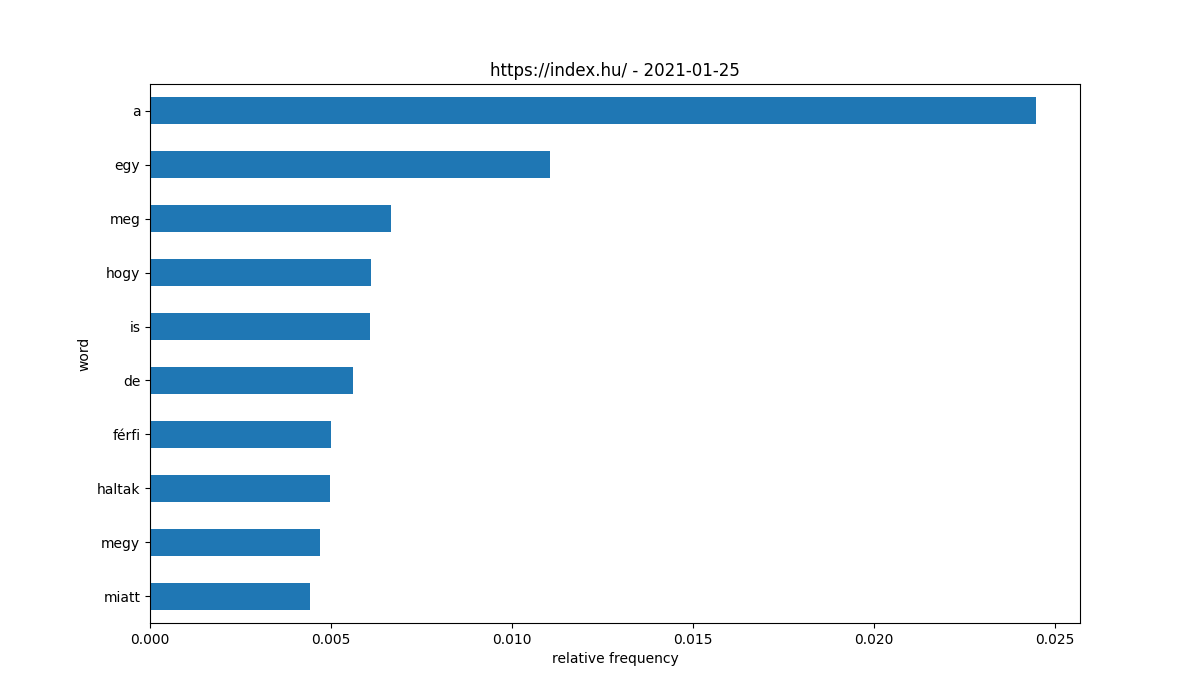 https://index.hu/ - 2021-01-25
a
egy
meg
hogy
is
de
férfi
haltak
megy
miatt
word
0.000 0.005 0.010 0.015 0.020 0.025
relative frequency